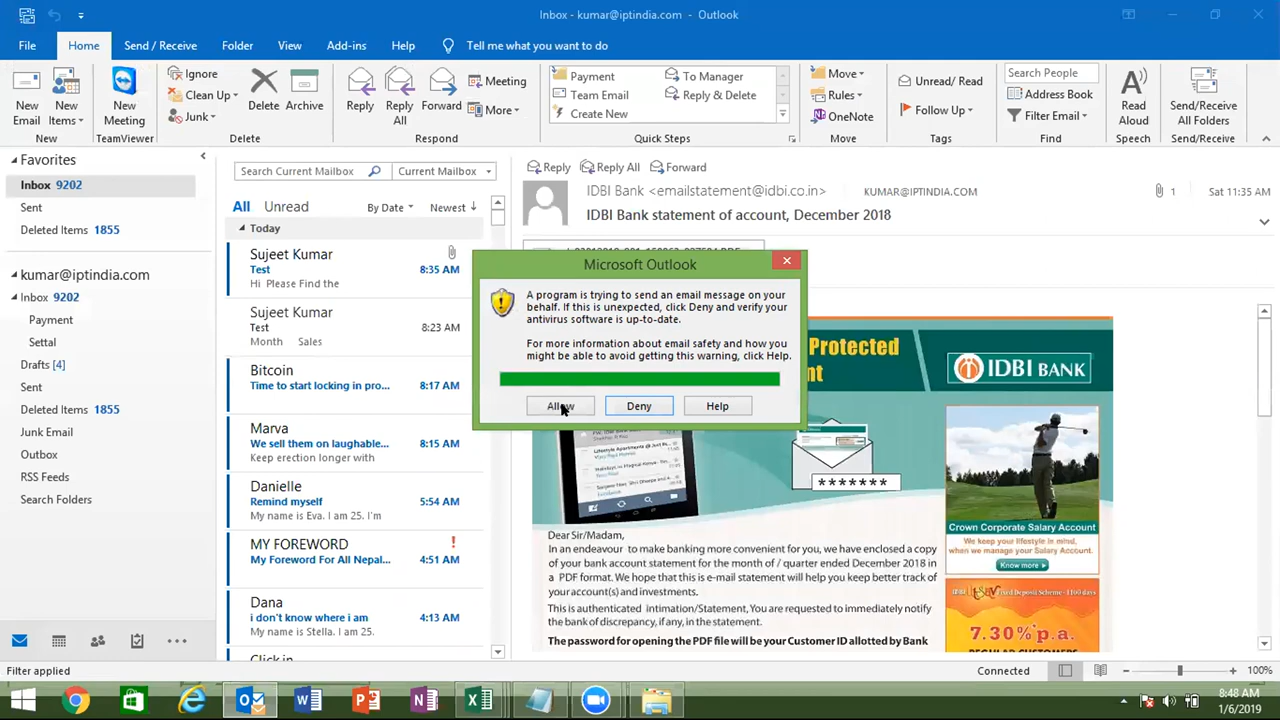 Inbox - kumar@iptindia.com - Outlook
File Home Send / Receive Folder View Add-ins Help Tell me what you want to do
New Email
New Items
New Meeting
Ignore
Clean Up
Junk
Delete
Archive
Reply
Reply All
Forward
Meeting
More
Payment
To Manager
Team Email
Reply & Delete
Create New
Move
Rules
OneNote
Unread/ Read
Follow Up
Search People
Address Book
Filter Email
Read Aloud
Send/Receive All Folders
New TeamViewer Delete Respond Quick Steps Move Tags Find Speech Send/Receive
Favorites
Inbox 9202
Sent
Deleted Items 1855
kumar@iptindia.com
Inbox 9202
Payment
Settal
Drafts [4]
Sent
Deleted Items 1855
Junk Email
Outbox
RSS Feeds
Search Folders
Search Current Mailbox Current Mailbox
All Unread By Date Newest
Today
Sujeet Kumar
Test 8:35 AM
Hi Please Find the
Sujeet Kumar
Test 8:23 AM
Month Sales
Bitcoin
Time to start locking in pro... 8:17 AM
Marva
We sell them on laughable... 8:15 AM
Keep erection longer with
Danielle
Remind myself 5:54 AM
My name is Eva. I am 25. I'm
MY FOREWORD !
My Foreword For All Nepal... 4:51 AM
Dana
i don't know where i am 4:13 AM
My name is Stella. I am 25.
Reply Reply All Forward
IDBI Bank <emailstatement@idbi.co.in> KUMAR@IPTINDIA.COM 1 Sat 11:35 AM
IDBI Bank statement of account, December 2018
Microsoft Outlook
A program is trying to send an email message on your
behalf. If this is unexpected, click Deny and verify your
antivirus software is up-to-date.
For more information about email safety and how you
might be able to avoid getting this warning, click Help.
Allow Deny Help
Protected
IDBI BANK
*******
Crown Corporate Salary Account
We keep your lifestyle in mind,
when we manage your Salary Account.
Know more
7.30% p.a.
REGULAR CUSTOMERS
Dear Sir/Madam,
In an endeavour to make banking more convenient for you, we have enclosed a copy
of your bank account statement for the month of / quarter ended December 2018 in
a PDF format. We hope that this e-mail statement will help you keep better track of
your account(s) and investments.
This is authenticated intimation/Statement, You are requested to immediately notify
the bank of discrepancy, if any, in the statement.
The password for opening the PDF file will be your Customer ID allotted by Bank
Filter applied Connected 100%
8:48 AM
1/6/2019